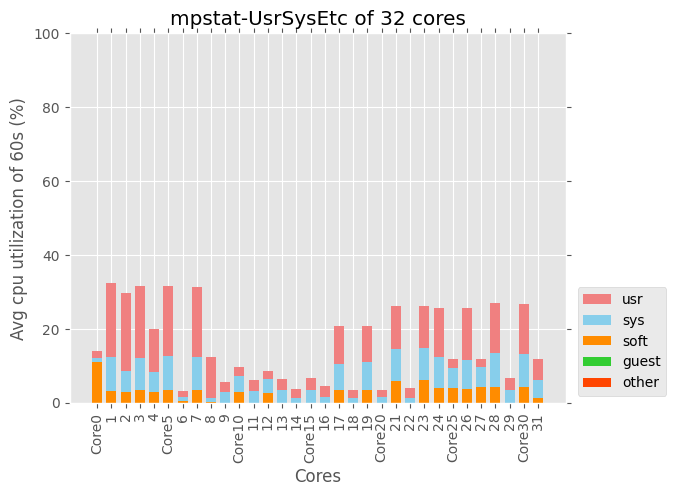 mpstat-UsrSysEtc of 32 cores
Avg cpu utilization of 60s (%)
100
80
60
40
20
0
Core0
1
2
3
4
Core5
6
7
8
9
Core10
11
12
13
14
Core15
16
17
18
19
Core20
21
22
23
24
Core25
26
27
28
29
Core30
31
Cores
usr
sys
soft
guest
other